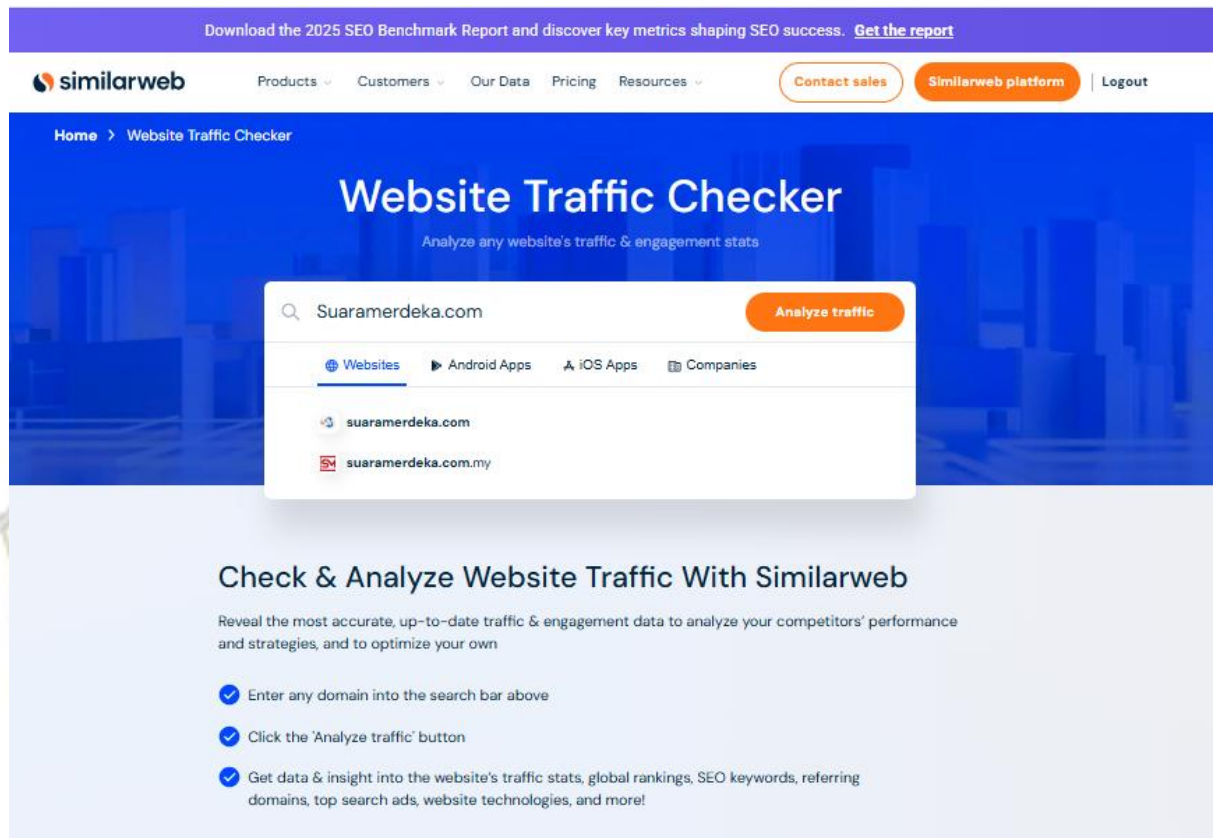 Download the 2025 SEO Benchmark Report and discover key metrics shaping SEO success. Get the report
similarweb Products Customers Our Data Pricing Resources Contact sales Similarweb platform Logout
Home > Website Traffic Checker
Website Traffic Checker
Analyze any website's traffic & engagement stats
Suaramerdeka.com Analyze traffic
Websites Android Apps iOS Apps Companies
suaramerdeka.com
SM suaramerdeka.com.my
Check & Analyze Website Traffic With Similarweb
Reveal the most accurate, up-to-date traffic & engagement data to analyze your competitors' performance
and strategies, and to optimize your own
Enter any domain into the search bar above
Click the 'Analyze traffic' button
Get data & insight into the website's traffic stats, global rankings, SEO keywords, referring
domains, top search ads, website technologies, and more!